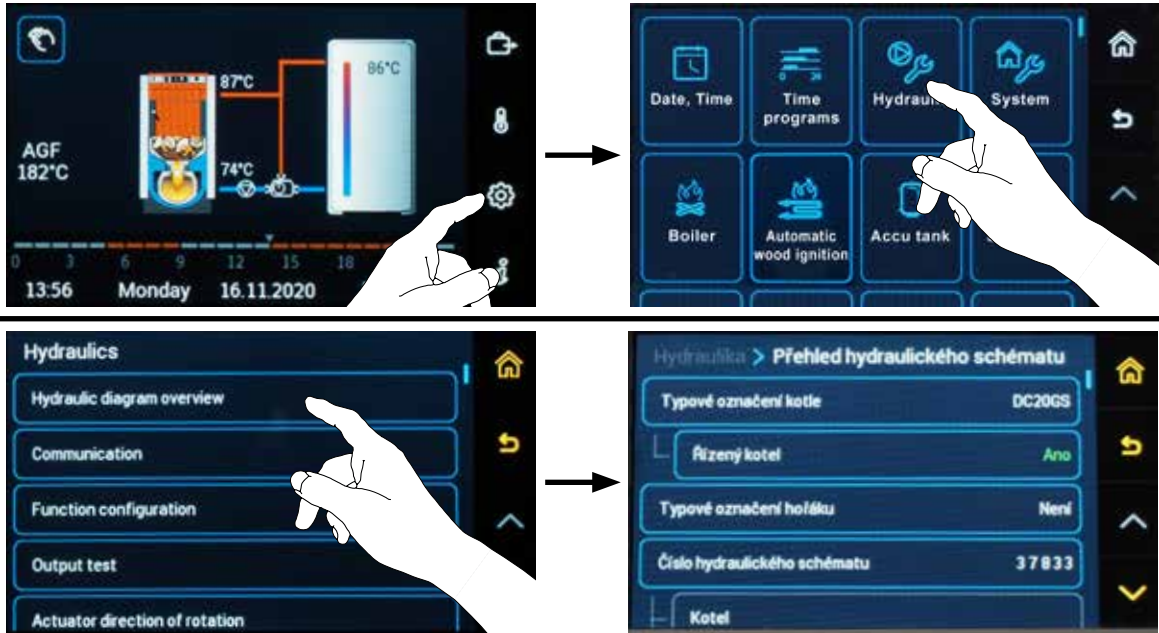 87°C
86°C
AGF
182°C
74°C
0 3 6 9 12 15 18
13:56 Monday 16.11.2020
Date, Time
Time
programs
System
0 24
Boiler
Automatic
wood ignition
Accu tank
Hydraulics
Hydraulic diagram overview
Communication
Function configuration
Output test
Actuator direction of rotation
Hydraulika > Přehled hydraulického schématu
Typové označení kotle DC20GS
Řízený kotel Ano
Typové označení hořáku Není
Číslo hydraulického schématu 37833
Kotel